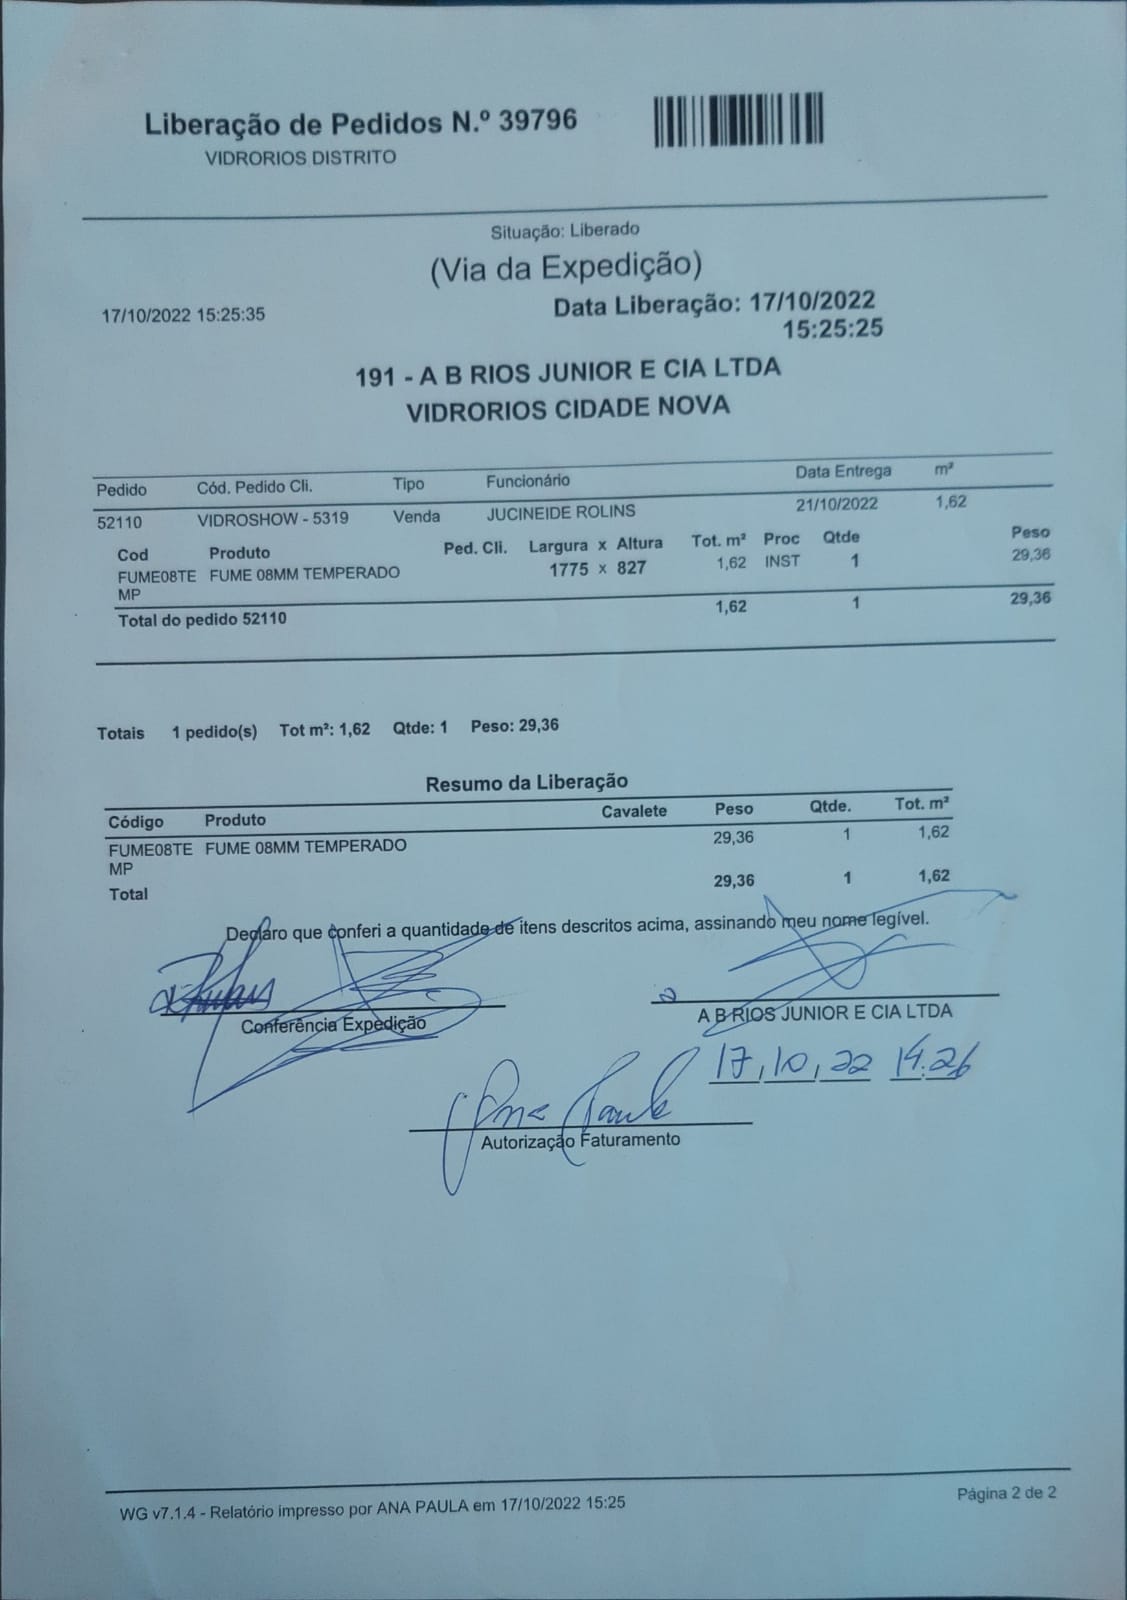 Liberação de Pedidos N.º 39796
VIDRORIOS DISTRITO
Situação: Liberado
(Via da Expedição)
17/10/2022 15:25:35
Data Liberação: 17/10/2022
15:25:25
191 - A B RIOS JUNIOR E CIA LTDA
VIDRORIOS CIDADE NOVA
Pedido Cód. Pedido Cli. Tipo Funcionário Data Entrega m²
52110 VIDROSHOW - 5319 Venda JUCINEIDE ROLINS 21/10/2022 1,62
Cod Produto Ped. Cli. Largura x Altura Tot. m² Proc Qtde Peso
FUME08TE FUME 08MM TEMPERADO 1775 x 827 1,62 INST 1 29,36
MP
Total do pedido 52110 1,62 1 29,36
Totais 1 pedido(s) Tot m²: 1,62 Qtde: 1 Peso: 29,36
Resumo da Liberação
Código Produto Cavalete Peso Qtde. Tot. m²
FUME08TE FUME 08MM TEMPERADO 29,36 1 1,62
MP
Total 29,36 1 1,62
Declaro que conferi a quantidade de itens descritos acima, assinando meu nome legível.
Conferência Expedição
A B RIOS JUNIOR E CIA LTDA
17,10,22
Ana Paula
Autorização Faturamento
WG v7.1.4 - Relatório impresso por ANA PAULA em 17/10/2022 15:25
Página 2 de 2